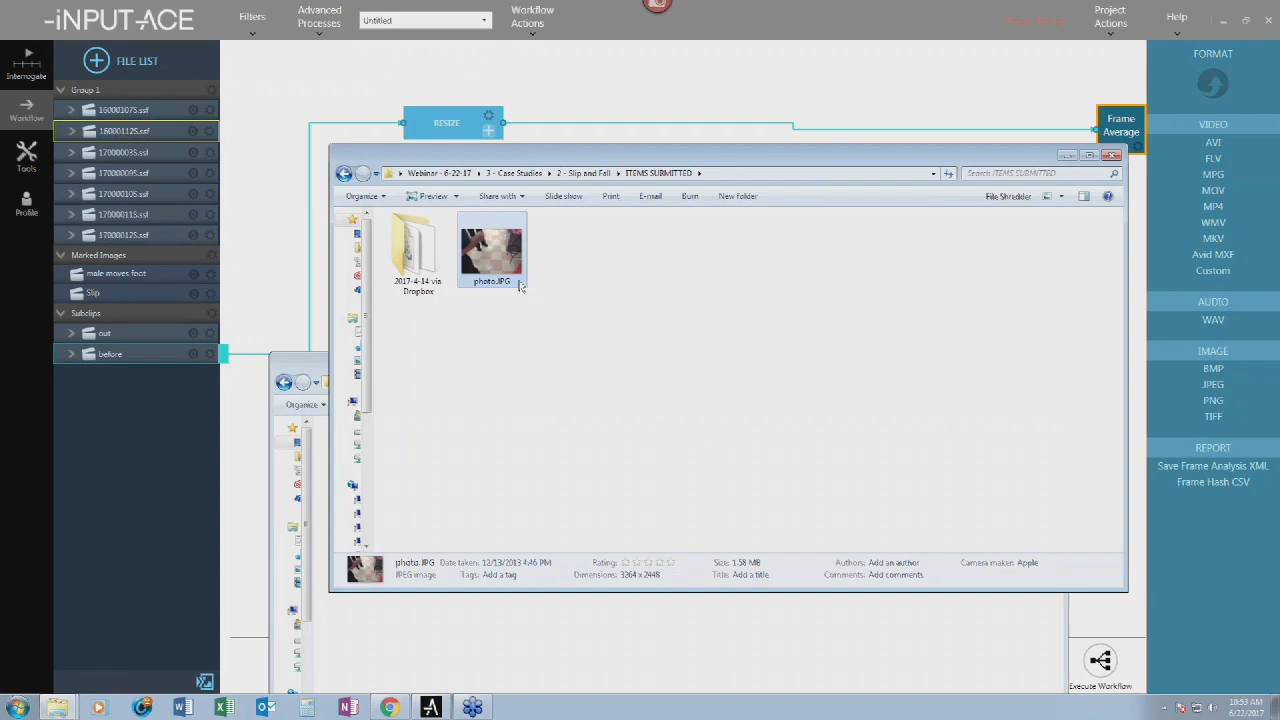 -iNPUT-ACE
Filters
Advanced
Processes
Untitled
Workflow
Actions
Project
Actions
Help
Interrogate
Workflow
Tools
Profile
FILE LIST
Group 1
16000107S.ssf
16000112S.ssf
17000003S.ssf
17000009S.ssf
17000010S.ssf
17000011S.ssf
17000012S.ssf
Marked Images
male moves foot
Slip
Subclips
out
before
RESIZE
Frame
Average
Webinar - 6-22-17
3 - Case Studies
2 - Slip and Fall
ITEMS SUBMITTED
Search ITEMS SUBMITTED
Organize
Preview
Share with
Slide show
Print
E-mail
Burn
New folder
File Shredder
2017-4-14 via
Dropbox
photo.JPG
Organize
photo.JPG Date taken: 12/13/2013 4:46 PM Rating: Size: 1.58 MB Authors: Add an author Camera maker: Apple
JPEG image Tags: Add a tag Dimensions: 3264 x 2448 Title: Add a title Comments: Add comments
FORMAT
VIDEO
AVI
FLV
MPG
MOV
MP4
WMV
MKV
Avid MXF
Custom
AUDIO
WAV
IMAGE
BMP
JPEG
PNG
TIFF
REPORT
Save Frame Analysis XML
Frame Hash CSV
Execute Workflow
10:53 AM
6/22/2017